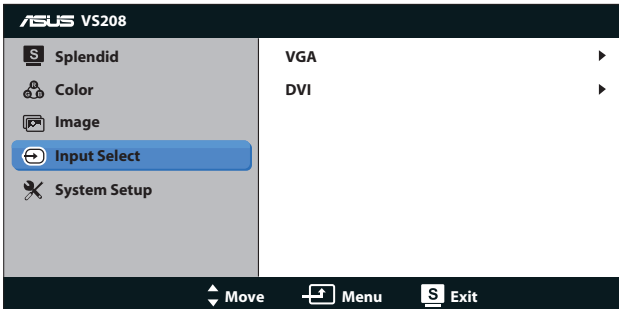 ASUS VS208
S Splendid
R G B Color
Image
Input Select
System Setup
VGA
DVI
Move Menu S Exit